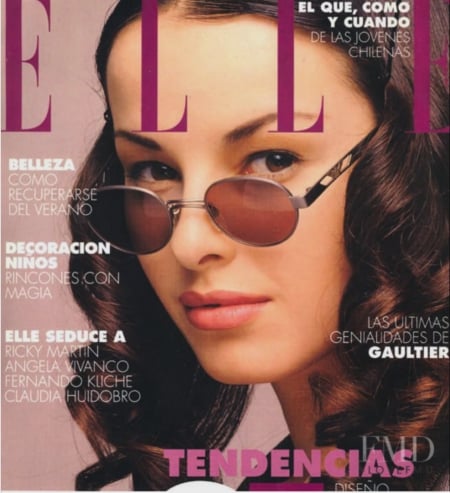 EL QUE, COMO
Y CUANDO
DE LAS JOVENES
CHILENAS
ELLE
BELLEZA
COMO
RECUPERARSE
DEL VERANO
DECORACION
NIÑOS
RINCONES CON
MAGIA
ELLE SEDUCE A
RICKY MARTIN
ANGELA VIVANCO
FERNANDO KLICHE
CLAUDIA HUIDOBRO
LAS ULTIMAS
GENIALIDADES DE
GAULTIER
TENDENCIAS
FMD
DISEÑO